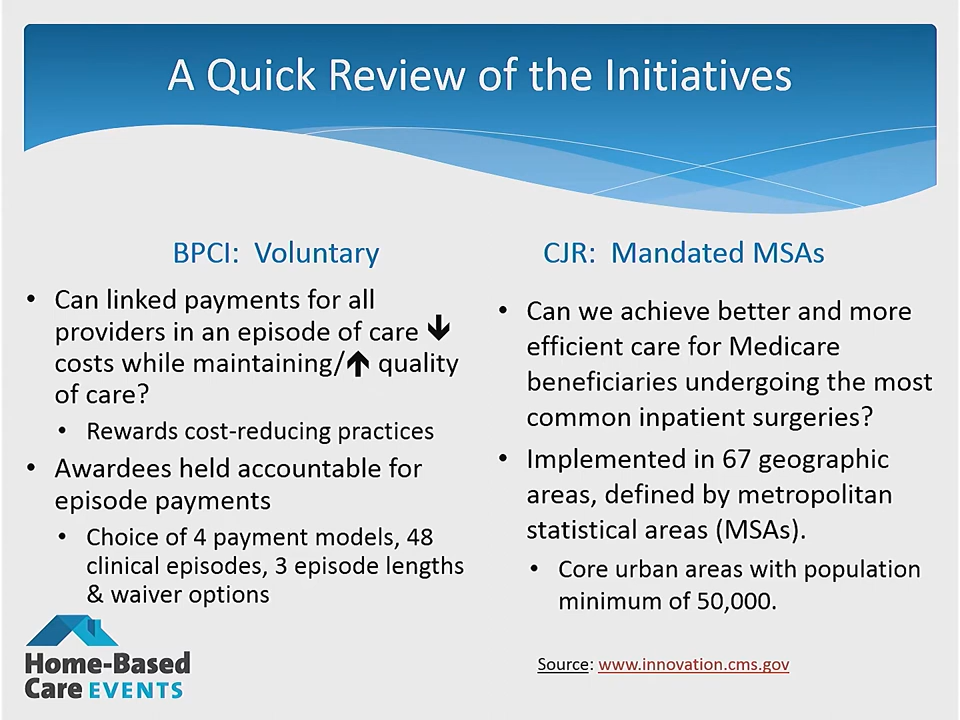 A Quick Review of the Initiatives
BPCI:  Voluntary
• Can linked payments for all
providers in an episode of care 🡻
costs while maintaining/🡹 quality
of care?
• Rewards cost-reducing practices
• Awardees held accountable for
episode payments
• Choice of 4 payment models, 48
clinical episodes, 3 episode lengths
& waiver options
CJR:  Mandated MSAs
• Can we achieve better and more
efficient care for Medicare
beneficiaries undergoing the most
common inpatient surgeries?
• Implemented in 67 geographic
areas, defined by metropolitan
statistical areas (MSAs).
• Core urban areas with population
minimum of 50,000.
Home-Based
Care EVENTS
Source: www.innovation.cms.gov